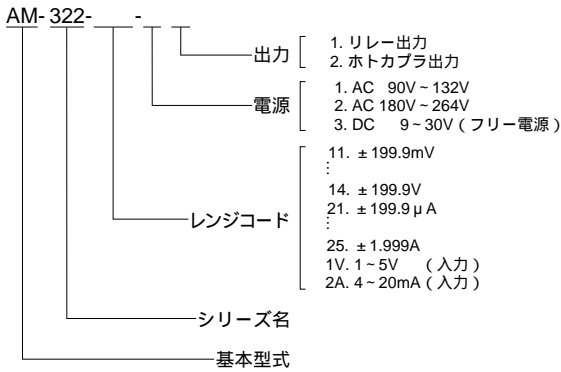 AM- 322- -
出力
1. リレー出力
2. ホトカプラ出力
電源
1. AC 90V~132V
2. AC 180V~264V
3. DC 9~30V(フリー電源)
レンジコード
11. ±199.9mV
⋮
14. ±199.9V
21. ±199.9μA
⋮
25. ±1.999A
1V. 1~5V (入力)
2A. 4~20mA(入力)
シリーズ名
基本型式